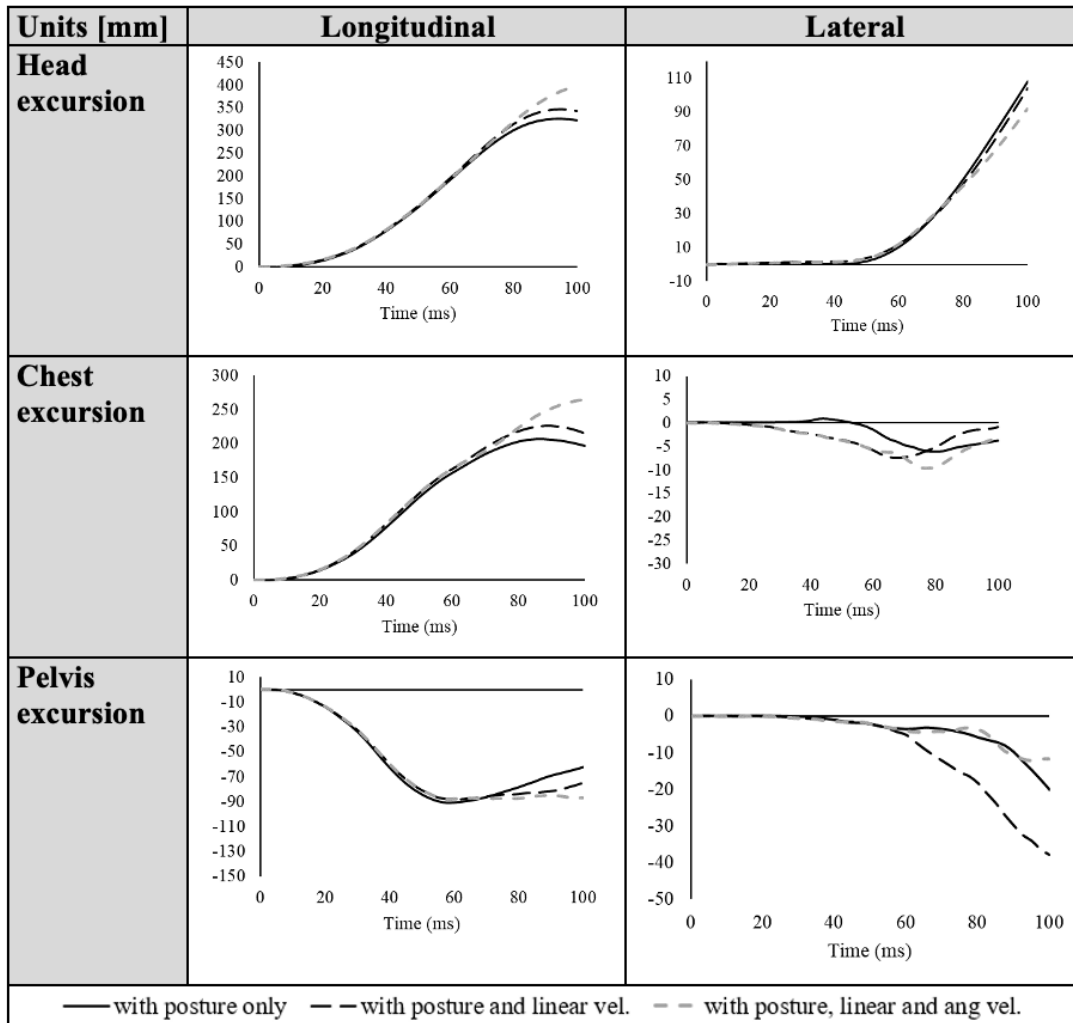 Units [mm]
Longitudinal
Lateral
Head
excursion
450
400
350
300
250
200
150
100
50
0
0 20 40 60 80 100
Time (ms)
110
90
70
50
30
10
-10
0 20 40 60 80 100
Time (ms)
Chest
excursion
300
250
200
150
100
50
0
0 20 40 60 80 100
Time (ms)
10
5
0
-5
-10
-15
-20
-25
-30
0 20 40 60 80 100
Time (ms)
Pelvis
excursion
10
-10
-30
-50
-70
-90
-110
-130
-150
0 20 40 60 80 100
Time (ms)
10
0
-10
-20
-30
-40
-50
0 20 40 60 80 100
Time (ms)
with posture only with posture and linear vel. with posture, linear and ang vel.